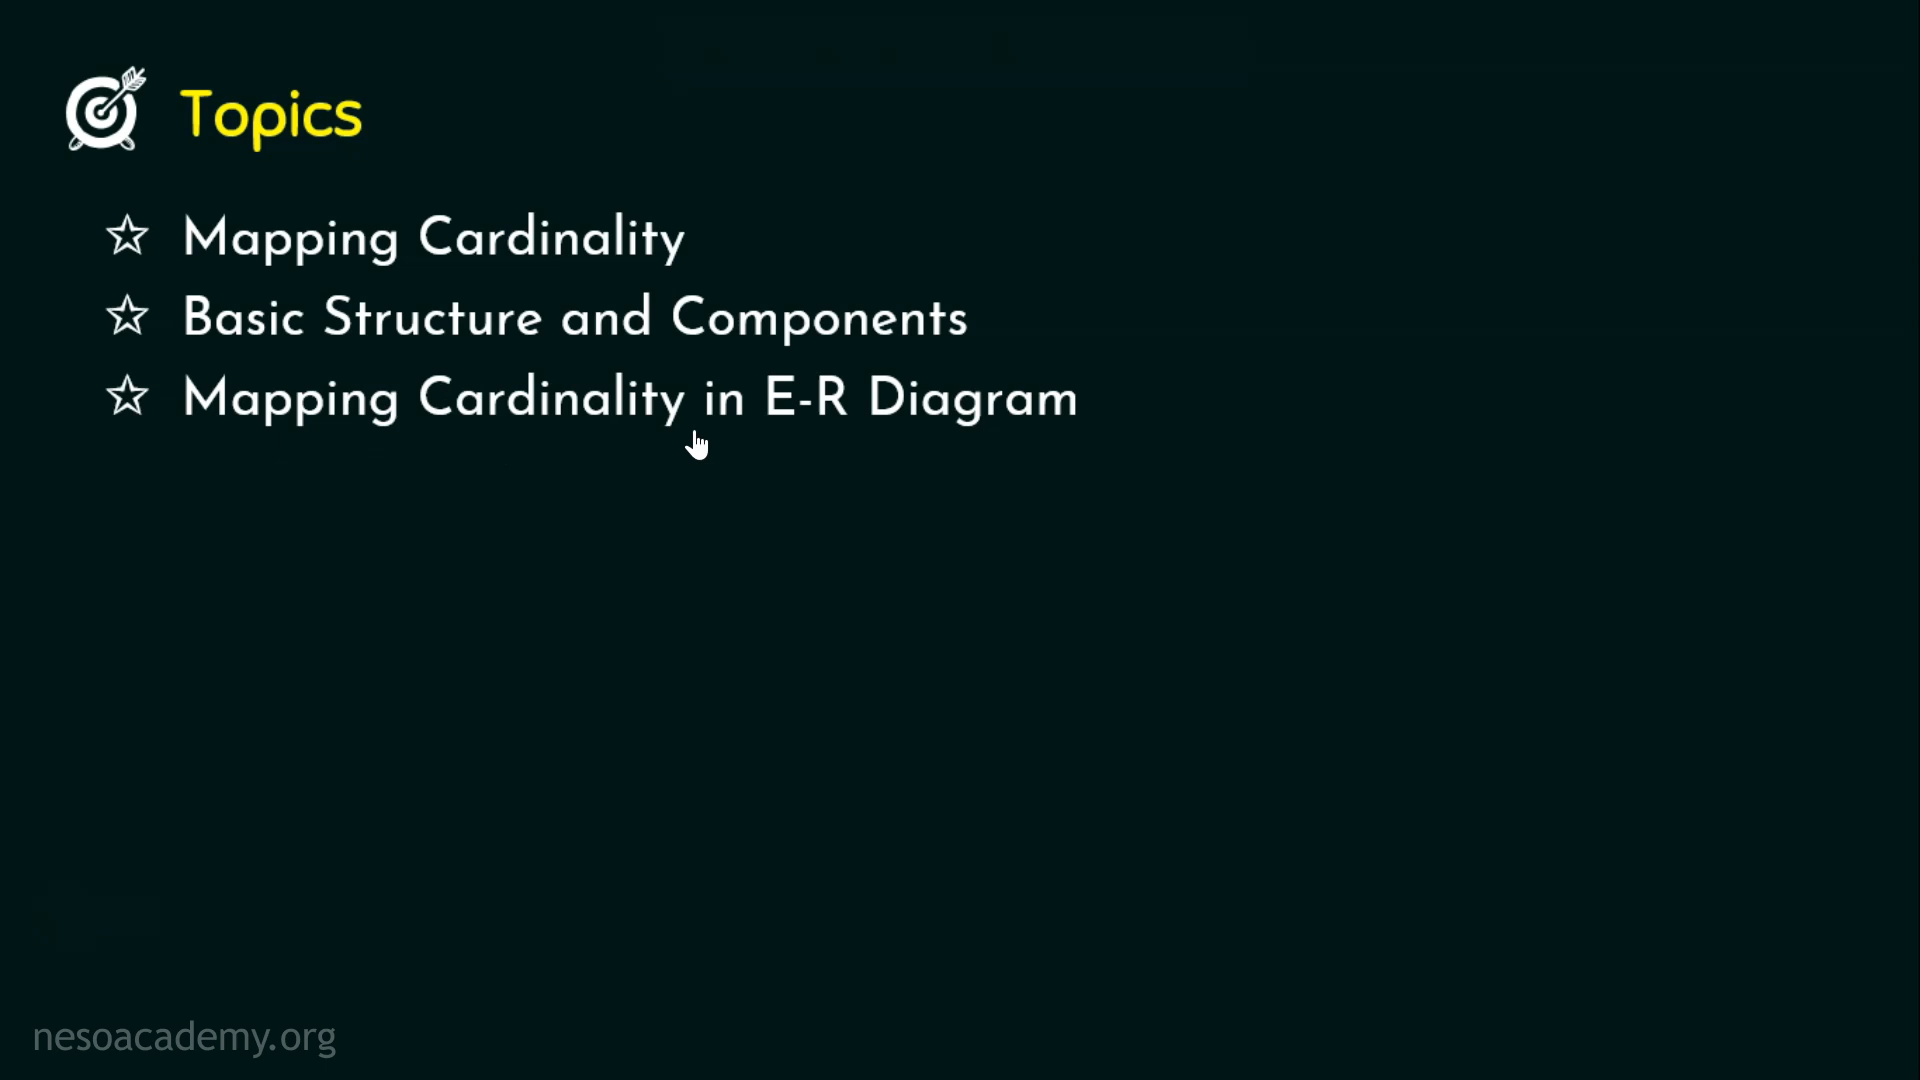 Topics
Mapping Cardinality
Basic Structure and Components
Mapping Cardinality in E-R Diagram
nesoacademy.org